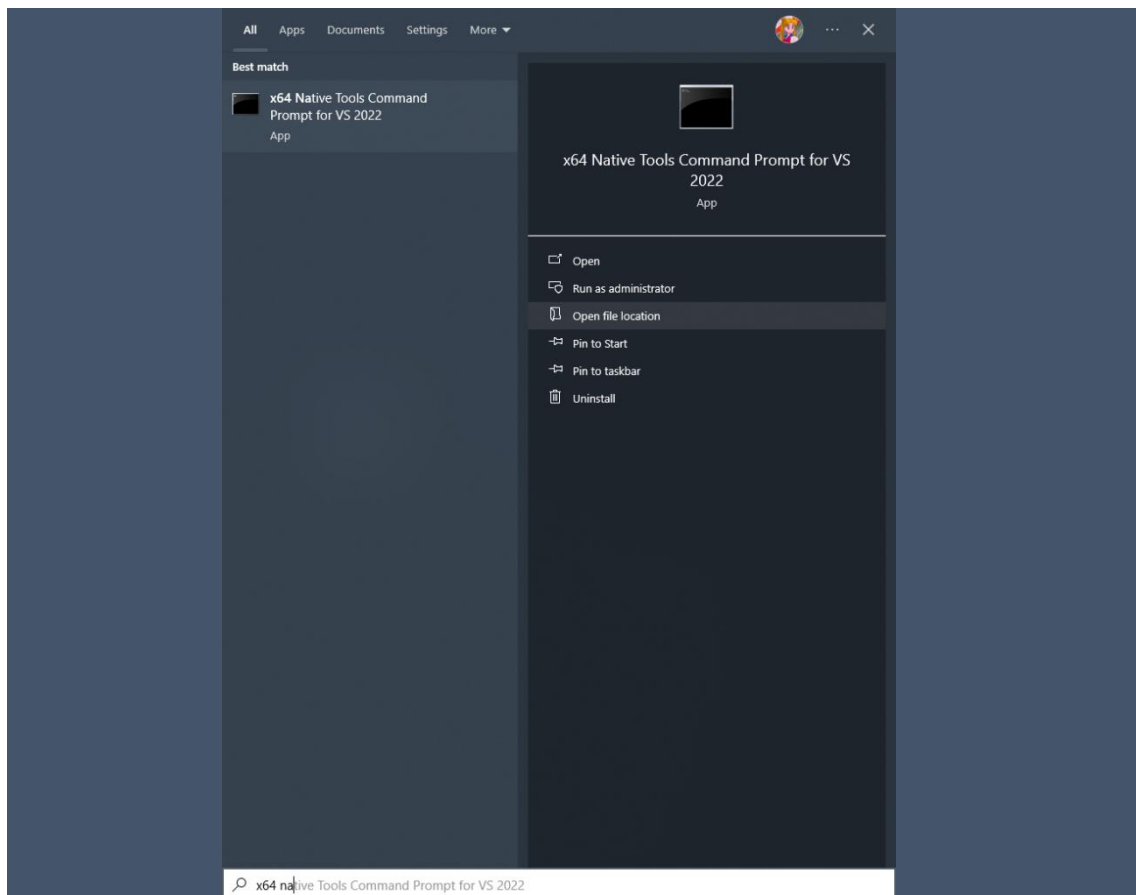 All Apps Documents Settings More
Best match
x64 Native Tools Command
Prompt for VS 2022
App
x64 Native Tools Command Prompt for VS
2022
App
Open
Run as administrator
Open file location
Pin to Start
Pin to taskbar
Uninstall
x64 native Tools Command Prompt for VS 2022